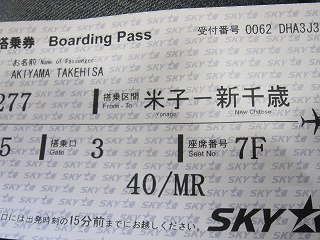 搭乗券 Boarding Pass 受付番号 0062 DHA3J3
お名前 Name of Passenger
AKIYAMA TAKEHISA
277 搭乗区間 From - To 米子ー新千歳
Yonago New Chitose
5 搭乗口 Gate 3 座席番号 Seat No. 7F
40/MR
口には出発時刻の15分前までにお越しください。 SKY